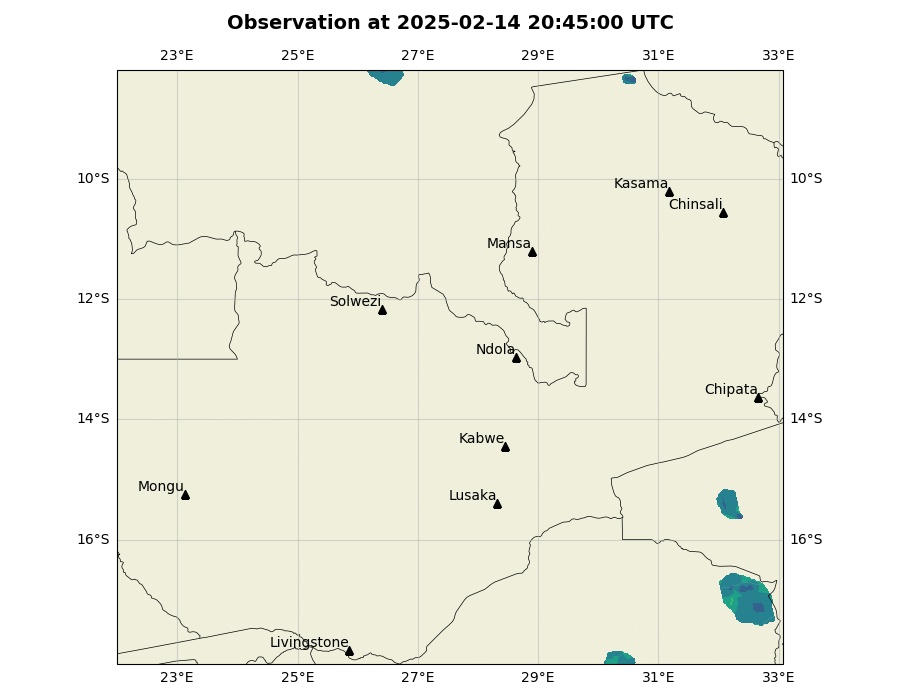 Observation at 2025-02-14 20:45:00 UTC
23°E 25°E 27°E 29°E 31°E 33°E
10°S 10°S
Kasama
Chinsali
Mansa
12°S 12°S
Solwezi
Ndola
Chipata
14°S 14°S
Kabwe
Mongu
Lusaka
16°S 16°S
Livingstone
23°E 25°E 27°E 29°E 31°E 33°E